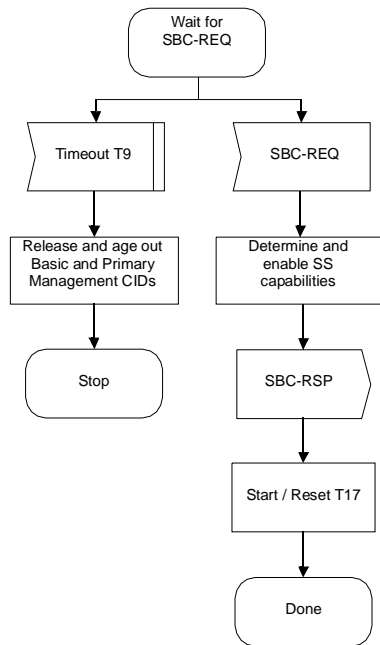 Wait for
SBC-REQ
Timeout T9
SBC-REQ
Release and age out
Basic and Primary
Management CIDs
Determine and
enable SS
capabilities
Stop
SBC-RSP
Start / Reset T17
Done